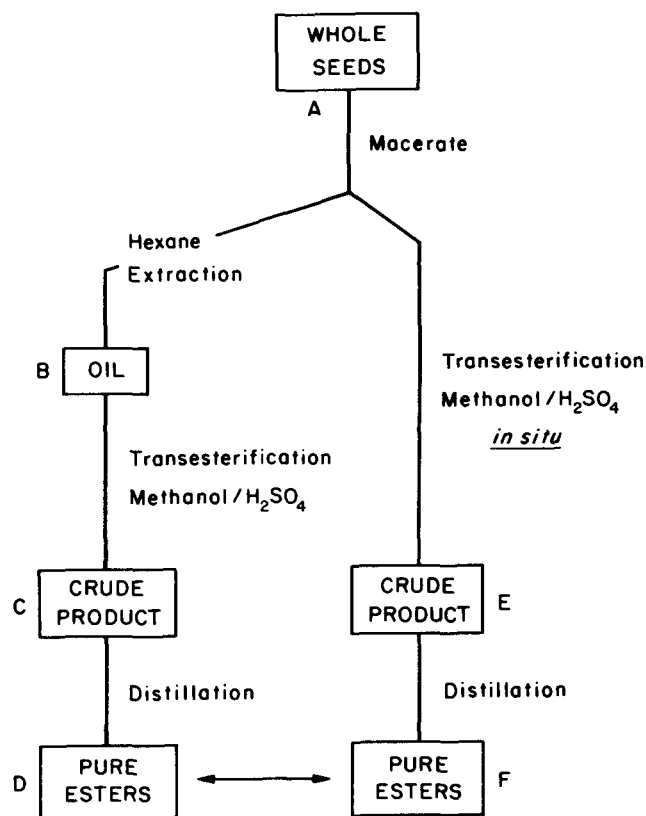 WHOLE
SEEDS
A
Macerate
Hexane
Extraction
B
OIL
Transesterification
Methanol/H₂SO₄
C
CRUDE
PRODUCT
Distillation
D
PURE
ESTERS
Transesterification
Methanol/H₂SO₄
in situ
CRUDE
PRODUCT
E
Distillation
PURE
ESTERS
F